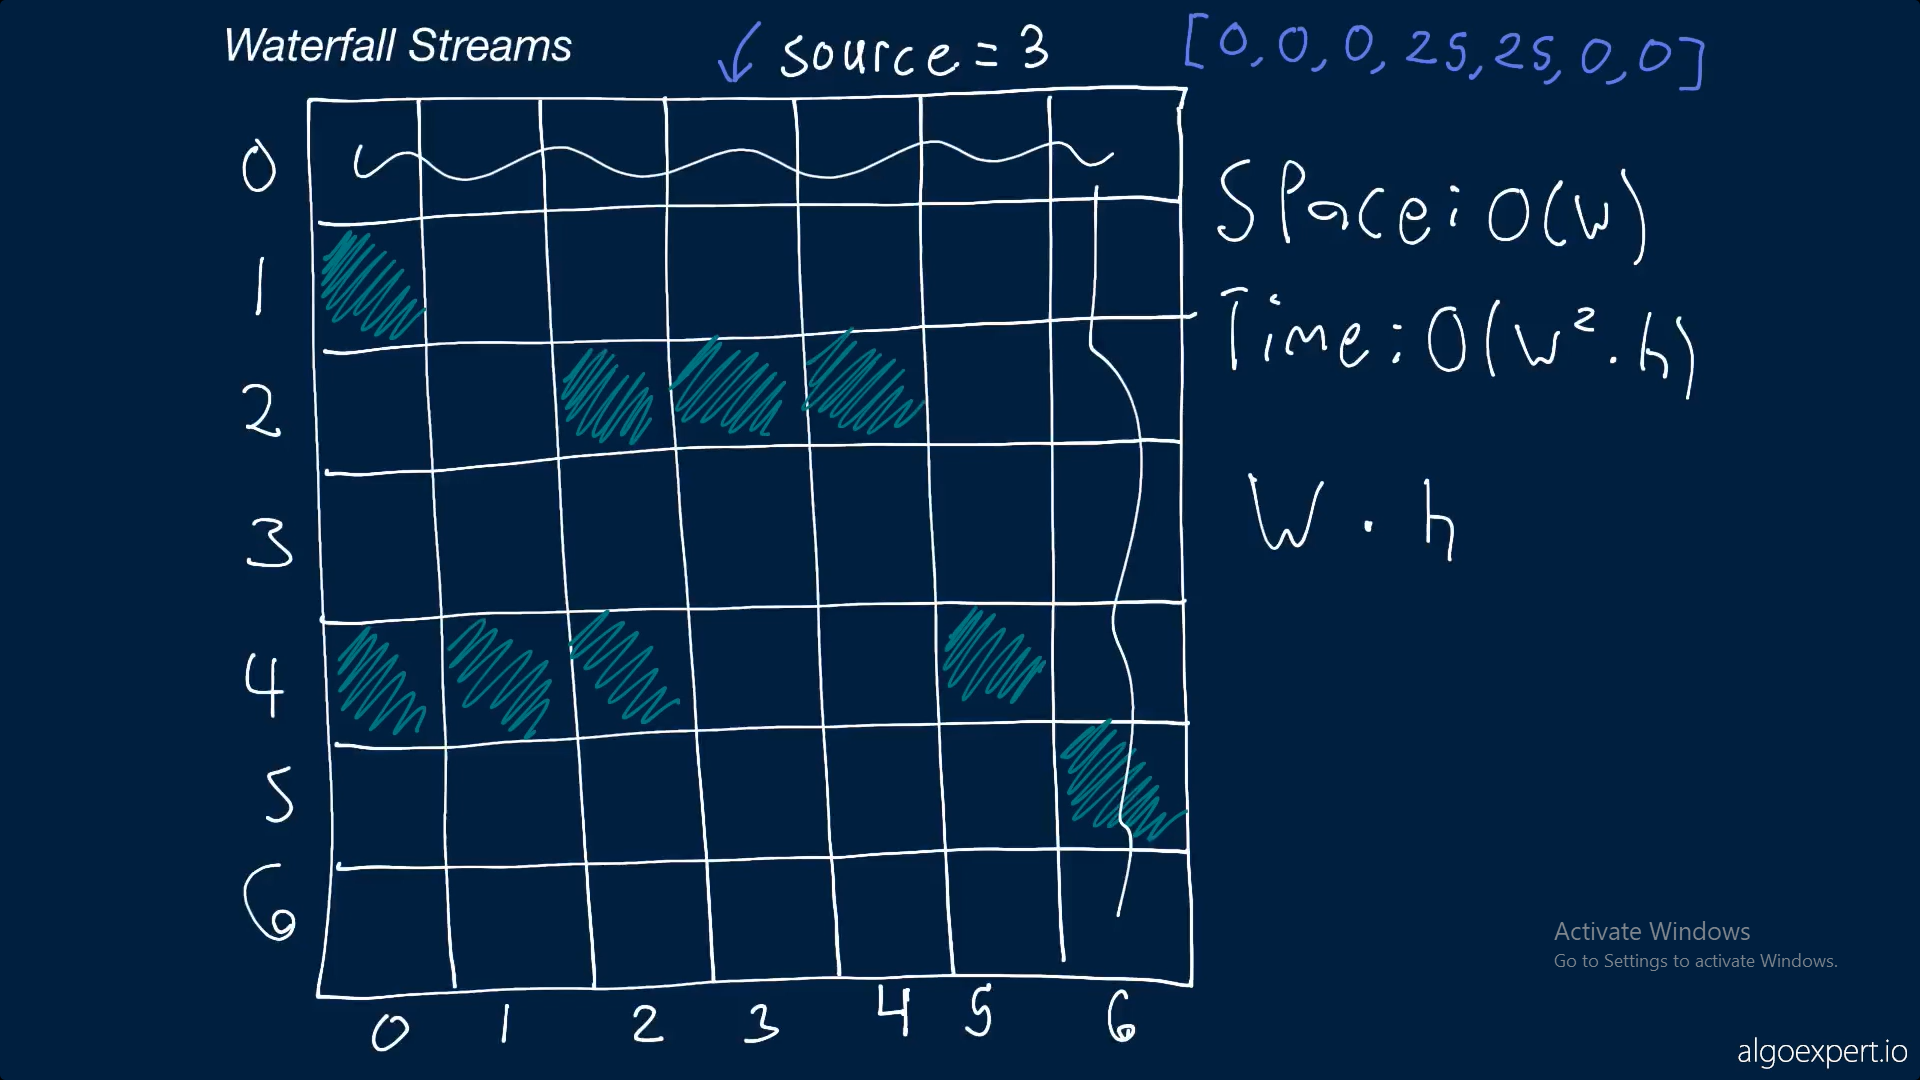 Waterfall Streams
source = 3
[0, 0, 0, 25, 25, 0, 0]
0
1
2
3
4
5
6
0 1 2 3 4 5 6
Space: O(w)
Time: O(w² · h)
W · h
Activate Windows
Go to Settings to activate Windows.
algoexpert.io